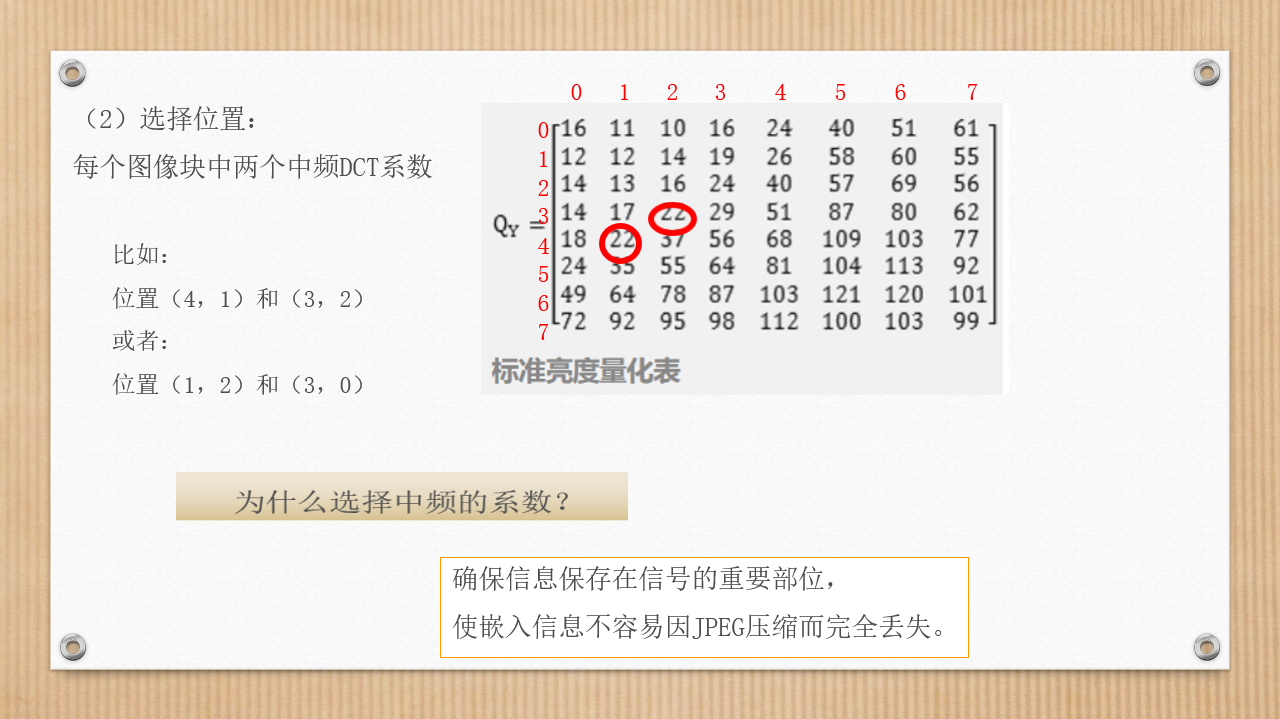 （2）选择位置：
每个图像块中两个中频DCT系数
比如：
位置（4，1）和（3，2）
或者：
位置（1，2）和（3，0）
0 1 2 3 4 5 6 7
0 16 11 10 16 24 40 51 61
1 12 12 14 19 26 58 60 55
2 14 13 16 24 40 57 69 56
3 14 17 22 29 51 87 80 62
QY =
4 18 22 37 56 68 109 103 77
5 24 35 55 64 81 104 113 92
6 49 64 78 87 103 121 120 101
7 72 92 95 98 112 100 103 99
标准亮度量化表
为什么选择中频的系数？
确保信息保存在信号的重要部位，
使嵌入信息不容易因JPEG压缩而完全丢失。